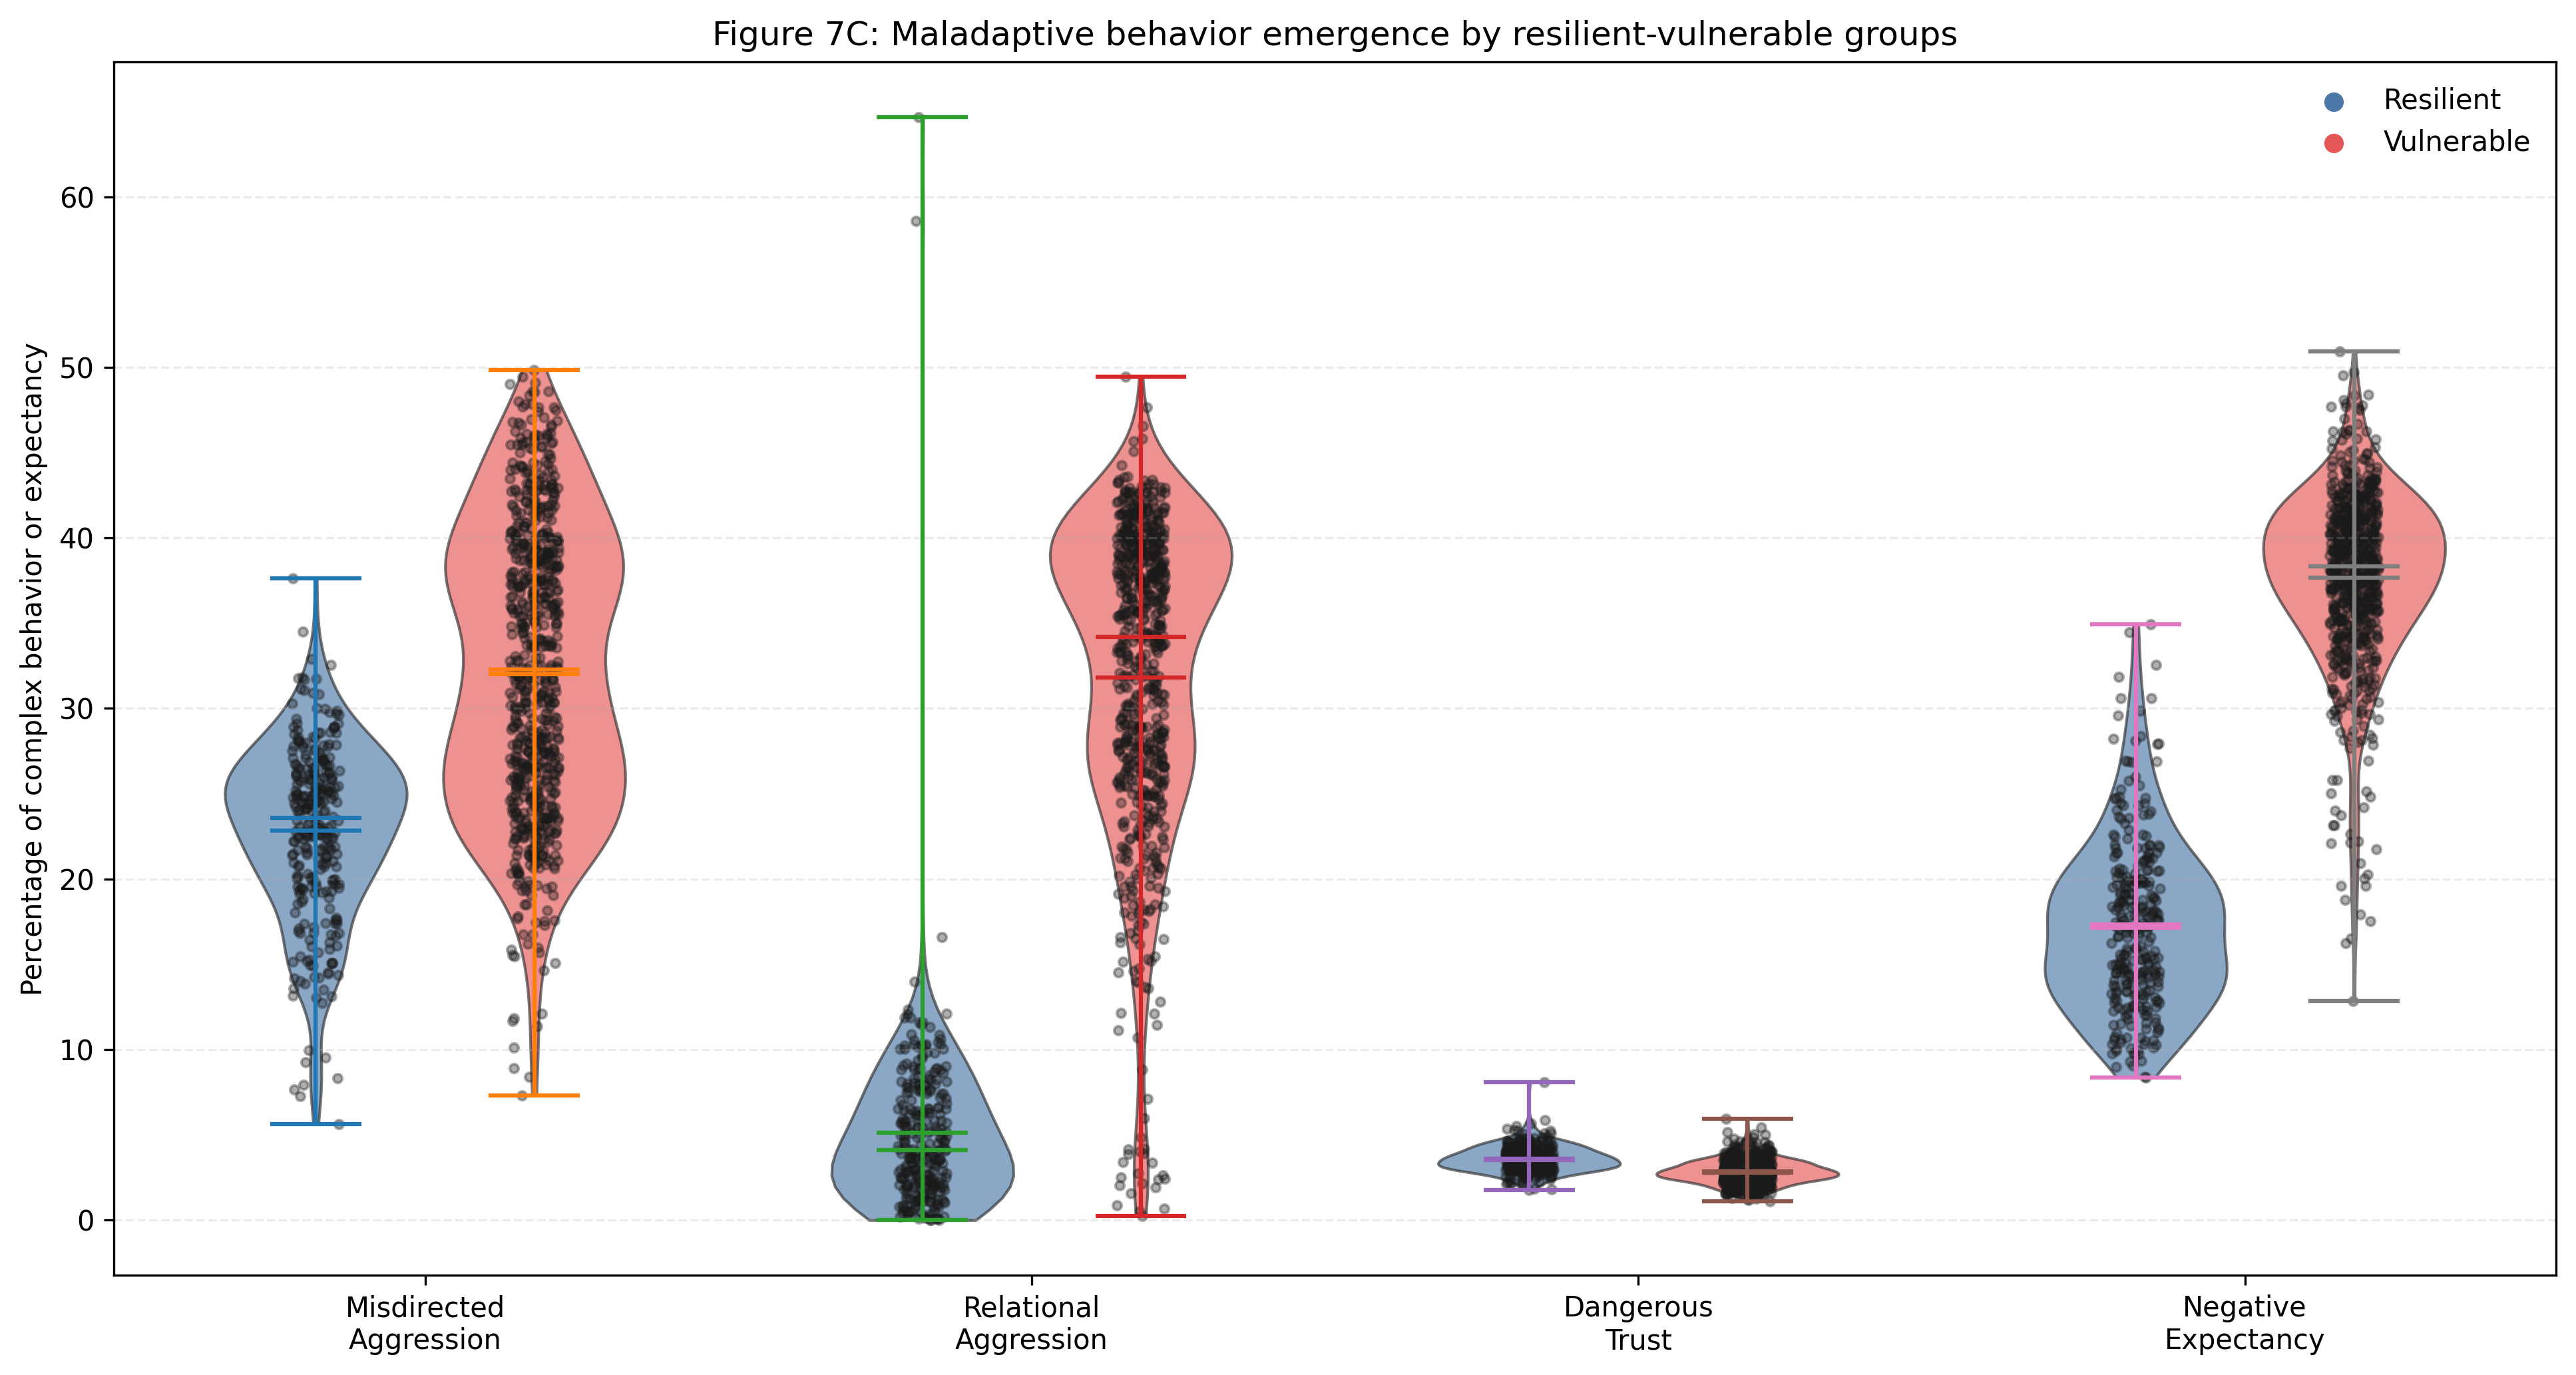 Figure 7C: Maladaptive behavior emergence by resilient-vulnerable groups
Resilient
Vulnerable
Percentage of complex behavior or expectancy
60
50
40
30
20
10
0
Misdirected
Aggression
Relational
Aggression
Dangerous
Trust
Negative
Expectancy